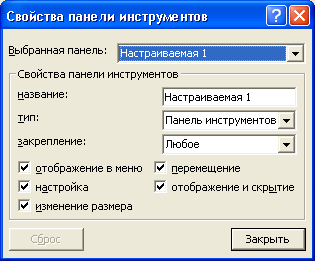 Свойства панели инструментов
Выбранная панель: Настраиваемая 1
Свойства панели инструментов
название: Настраиваемая 1
тип: Панель инструментов
закрепление: Любое
отображение в меню перемещение
настройка отображение и скрытие
изменение размера
Сброс Закрыть